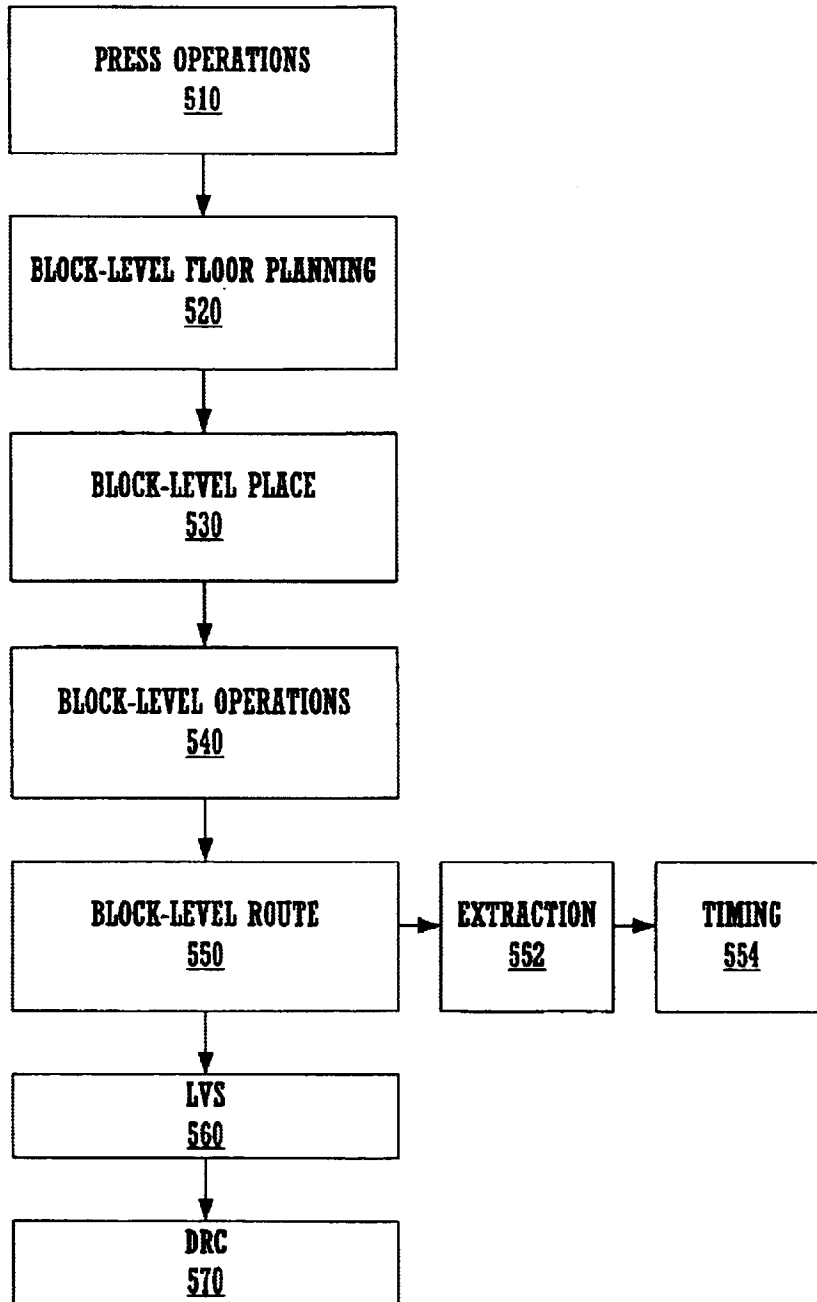 PRESS OPERATIONS
510
BLOCK-LEVEL FLOOR PLANNING
520
BLOCK-LEVEL PLACE
530
BLOCK-LEVEL OPERATIONS
540
BLOCK-LEVEL ROUTE
550
EXTRACTION
552
TIMING
554
LVS
560
DRC
570